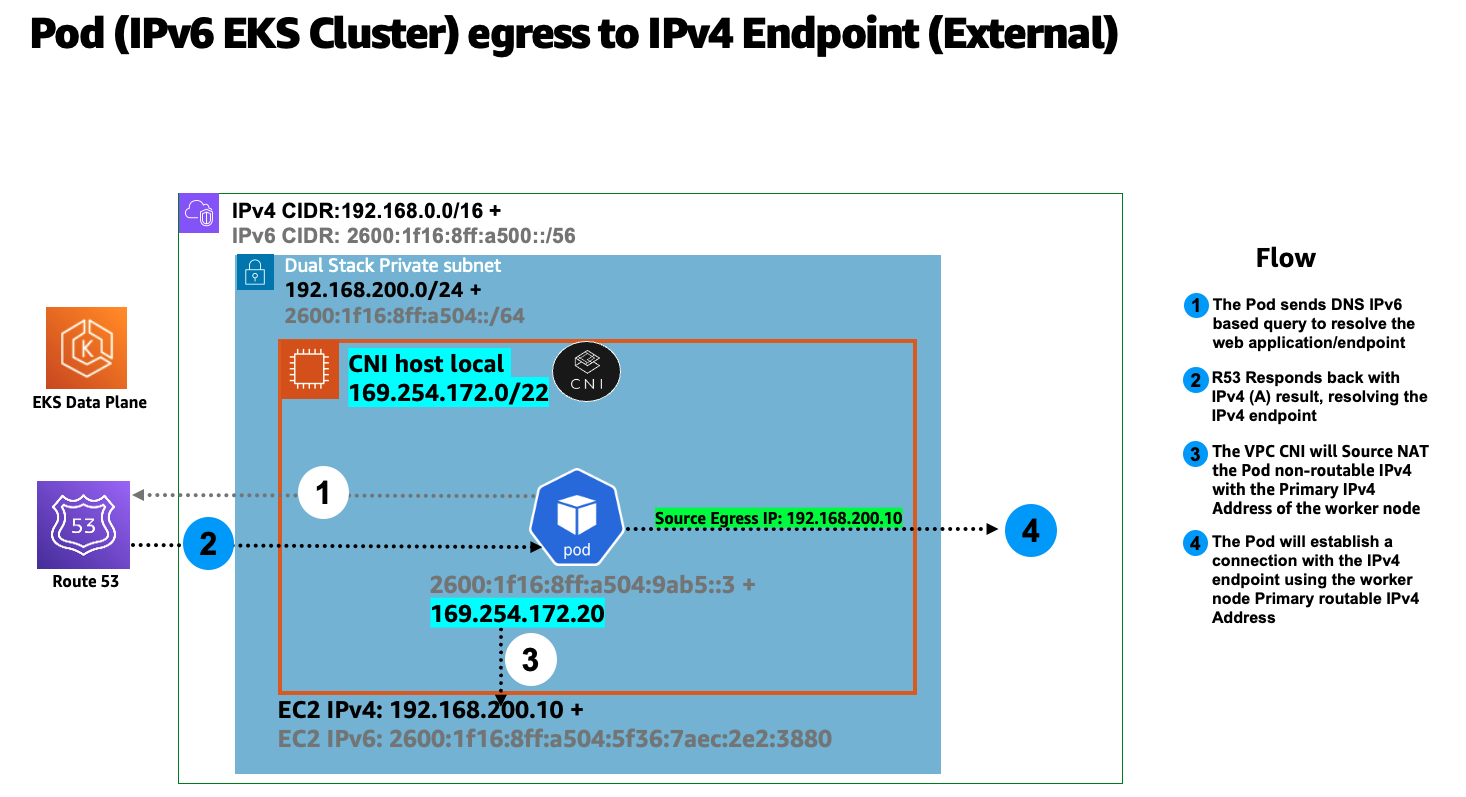 Pod (IPv6 EKS Cluster) egress to IPv4 Endpoint (External)
IPv4 CIDR:192.168.0.0/16 +
IPv6 CIDR: 2600:1f16:8ff:a500::/56
Dual Stack Private subnet
192.168.200.0/24 +
2600:1f16:8ff:a504::/64
CNI host local
169.254.172.0/22
CNI
K
EKS Data Plane
53
Route 53
1
2
pod
Source Egress IP: 192.168.200.10
4
2600:1f16:8ff:a504:9ab5::3 +
169.254.172.20
3
EC2 IPv4: 192.168.200.10 +
EC2 IPv6: 2600:1f16:8ff:a504:5f36:7aec:2e2:3880
Flow
1 The Pod sends DNS IPv6
based query to resolve the
web application/endpoint
2 R53 Responds back with
IPv4 (A) result, resolving the
IPv4 endpoint
3 The VPC CNI will Source NAT
the Pod non-routable IPv4
with the Primary IPv4
Address of the worker node
4 The Pod will establish a
connection with the IPv4
endpoint using the worker
node Primary routable IPv4
Address